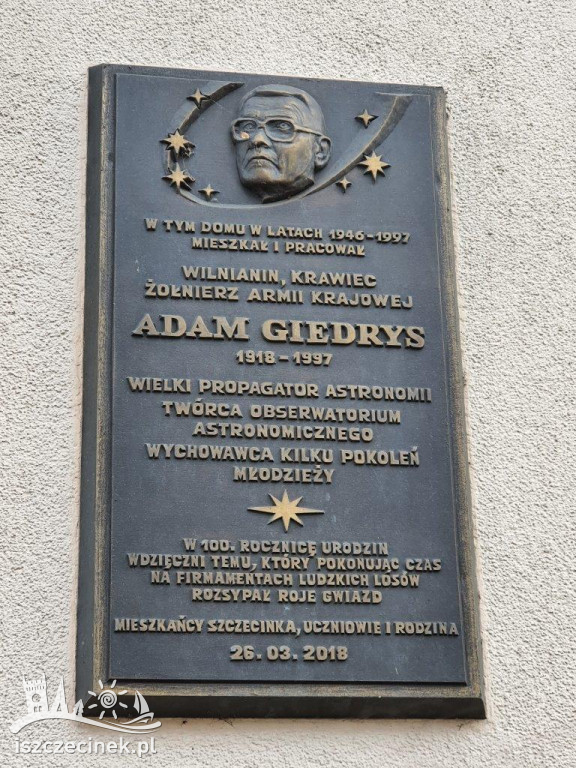 W TYM DOMU W LATACH 1946-1997
MIESZKAŁ I PRACOWAŁ
WILNIANIN, KRAWIEC
ŻOŁNIERZ ARMII KRAJOWEJ
ADAM GIEDRYS
1918-1997
WIELKI PROPAGATOR ASTRONOMII
TWÓRCA OBSERWATORIUM
ASTRONOMICZNEGO
WYCHOWAWCA KILKU POKOLEŃ
MŁODZIEŻY
W 100. ROCZNICĘ URODZIN
WDZIĘCZNI TEMU, KTÓRY POKONUJĄC CZAS
NA FIRMAMENTACH LUDZKICH LOSÓW
ROZSYPAŁ ROJE GWIAZD
MIESZKAŃCY SZCZECINKA, UCZNIOWIE I RODZINA
26.03.2018
iszczecinek.pl